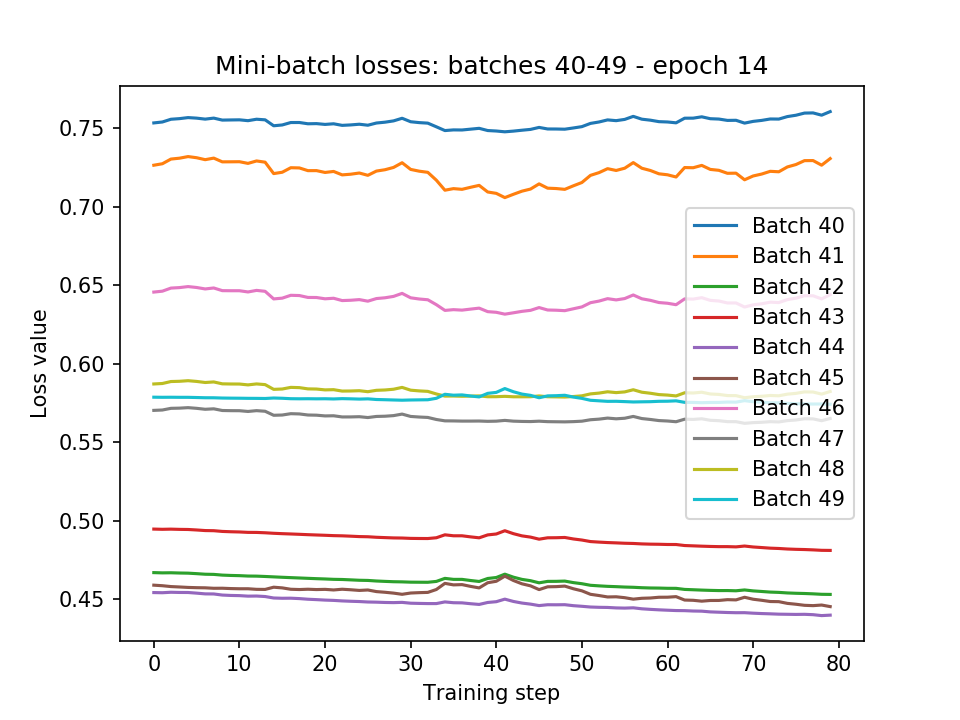 Mini-batch losses: batches 40-49 - epoch 14
Loss value
0.75
0.70
0.65
0.60
0.55
0.50
0.45
Batch 40
Batch 41
Batch 42
Batch 43
Batch 44
Batch 45
Batch 46
Batch 47
Batch 48
Batch 49
0 10 20 30 40 50 60 70 80
Training step